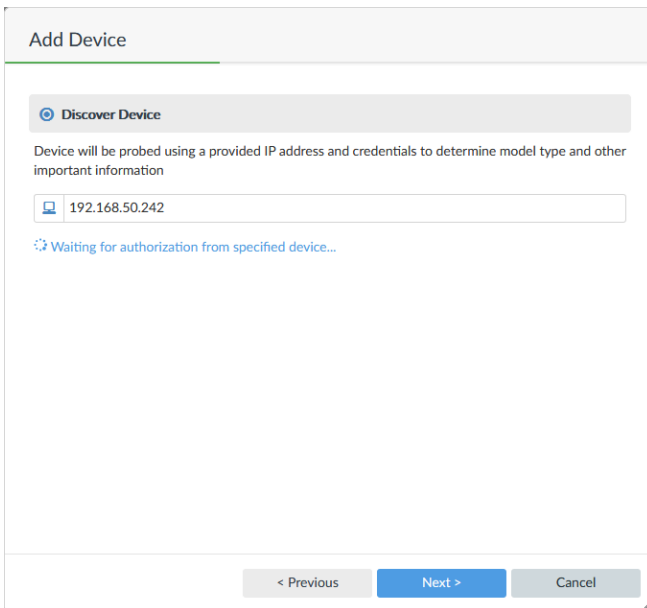 Add Device
Discover Device
Device will be probed using a provided IP address and credentials to determine model type and other
important information
192.168.50.242
Waiting for authorization from specified device...
< Previous
Next >
Cancel